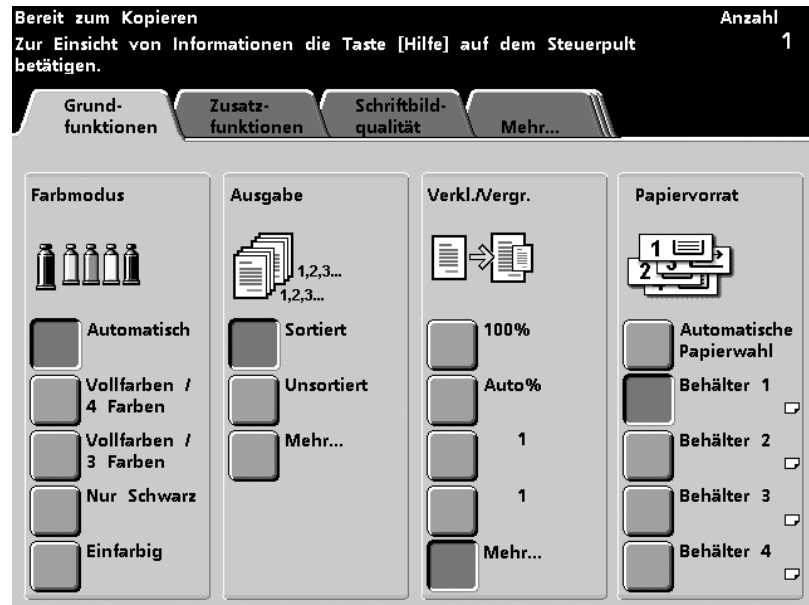 Bereit zum Kopieren
Anzahl
Zur Einsicht von Informationen die Taste [Hilfe] auf dem Steuerpult
1
betätigen.
Grund-
funktionen
Zusatz-
funktionen
Schriftbild-
qualität
Mehr...
Farbmodus
Automatisch
Vollfarben /
4 Farben
Vollfarben /
3 Farben
Nur Schwarz
Einfarbig
Ausgabe
1,2,3...
1,2,3...
Sortiert
Unsortiert
Mehr...
Verkl./Vergr.
100%
Auto%
1
1
Mehr...
Papiervorrat
1
2
3
Automatische
Papierwahl
Behälter 1
Behälter 2
Behälter 3
Behälter 4